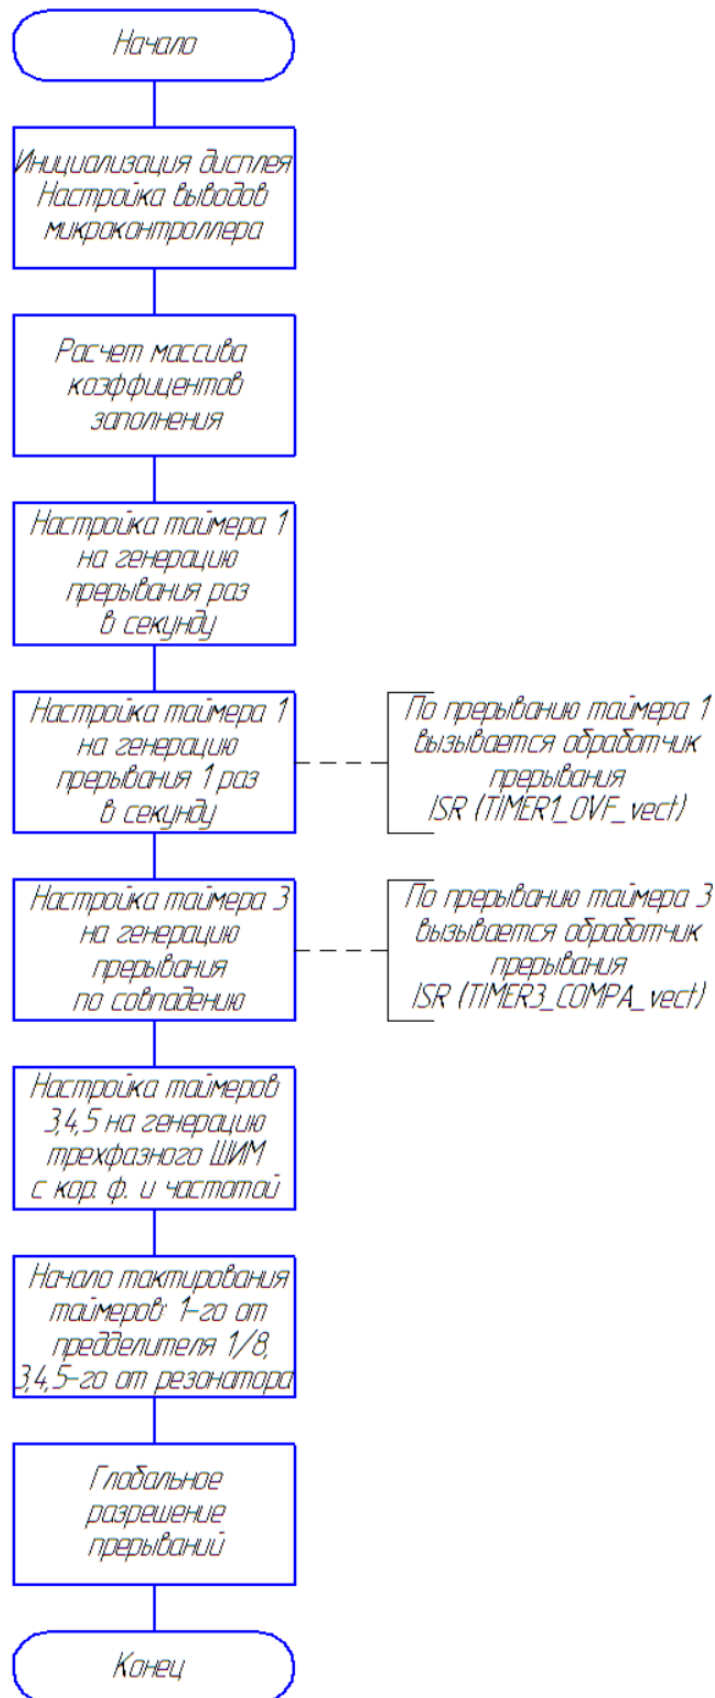 Начало
Инициализация дисплея
Настройка выводов
микроконтроллера
Расчет массива
коэффицентов
заполнения
Настройка таймера 1
на генерацию
прерывания раз
в секунду
Настройка таймера 1
на генерацию
прерывания 1 раз
в секунду
По прерыванию таймера 1
вызывается обработчик
прерывания
ISR (TIMER1_OVF_vect)
Настройка таймера 3
на генерацию
прерывания
по совпадению
По прерыванию таймера 3
вызывается обработчик
прерывания
ISR (TIMER3_COMPA_vect)
Настройка таймеров
3,4,5 на генерацию
трехфазного ШИМ
с кор. ф. и частотой
Начало тактирования
таймеров: 1-го от
предделителя 1/8,
3,4,5-го от резонатора
Глобальное
разрешение
прерываний
Конец